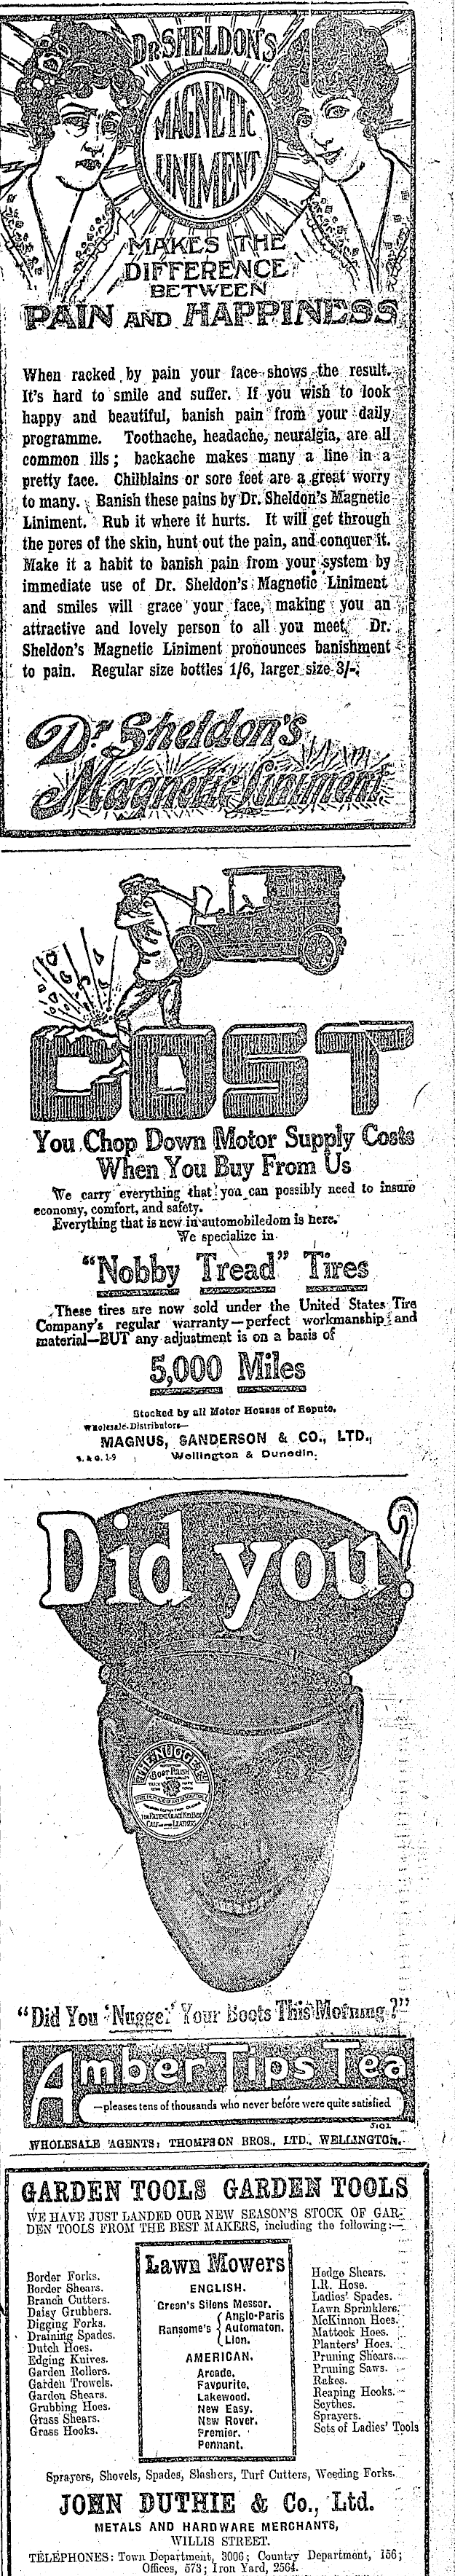 DR SHELDON'S
MAGNETIC
LINIMENT
MAKES THE
DIFFERENCE
BETWEEN
PAIN AND HAPPINESS
When racked by pain your face shows the result.
It's hard to smile and suffer. If you wish to look
happy and beautiful, banish pain from your daily
programme. Toothache, headache, neuralgia, are all
common ills; backache makes many a line in a
pretty face. Chilblains or sore feet are a great worry
to many. Banish these pains by Dr. Sheldon's Magnetic
Liniment. Rub it where it hurts. It will get through
the pores of the skin, hunt out the pain, and conquer it.
Make it a habit to banish pain from your system by
immediate use of Dr. Sheldon's Magnetic Liniment
and smiles will grace your face, making you an
attractive and lovely person to all you meet. Dr.
Sheldon's Magnetic Liniment pronounces banishment
to pain. Regular size bottles 1/6, larger size 3/-.
Dr Sheldon's
Magnetic Liniment
COST
You Chop Down Motor Supply Costs
When You Buy From Us
We carry everything that you can possibly need to insure
economy, comfort, and safety.
Everything that is new in automobiledom is here.
We specialize in
"Nobby Tread" Tires
These tires are now sold under the United States Tire
Company's regular warranty—perfect workmanship and
material—BUT any adjustment is on a basis of
5,000 Miles
Stocked by all Motor Houses of Repute.
Wholesale Distributors—
MAGNUS, SANDERSON & CO., LTD.,
S. & G. 1-9 Wellington & Dunedin.
Did you?
THE "NUGGET"
BOOT POLISH
"Did You 'Nugget' Your Boots This Morning?"
Amber Tips Tea
—pleases tens of thousands who never before were quite satisfied
WHOLESALE AGENTS: THOMPSON BROS., LTD., WELLINGTON.
GARDEN TOOLS GARDEN TOOLS
WE HAVE JUST LANDED OUR NEW SEASON'S STOCK OF GAR-
DEN TOOLS FROM THE BEST MAKERS, including the following:—
Border Forks.
Border Shears.
Branch Cutters.
Daisy Grubbers.
Digging Forks.
Draining Spades.
Dutch Hoes.
Edging Knives.
Garden Rollers.
Garden Trowels.
Garden Shears.
Grubbing Hoes.
Grass Shears.
Grass Hooks.
Lawn Mowers
ENGLISH.
Green's Silens Messor.
Ransome's { Anglo-Paris
Automaton.
Lion.
AMERICAN.
Arcade.
Favourite.
Lakewood.
New Easy.
New Rover.
Premier.
Pennant.
Hedge Shears.
I.R. Hose.
Ladies' Spades.
Lawn Sprinklers.
McKinnon Hoes.
Mattock Hoes.
Planters' Hoes.
Pruning Shears.
Pruning Saws.
Rakes.
Reaping Hooks.
Scythes.
Sprayers.
Sets of Ladies' Tools
Sprayers, Shovels, Spades, Slashers, Turf Cutters, Weeding Forks.
JOHN DUTHIE & Co., Ltd.
METALS AND HARDWARE MERCHANTS,
WILLIS STREET.
TELEPHONES: Town Department, 3006; Country Department, 156;
Offices, 573; Iron Yard, 2564.